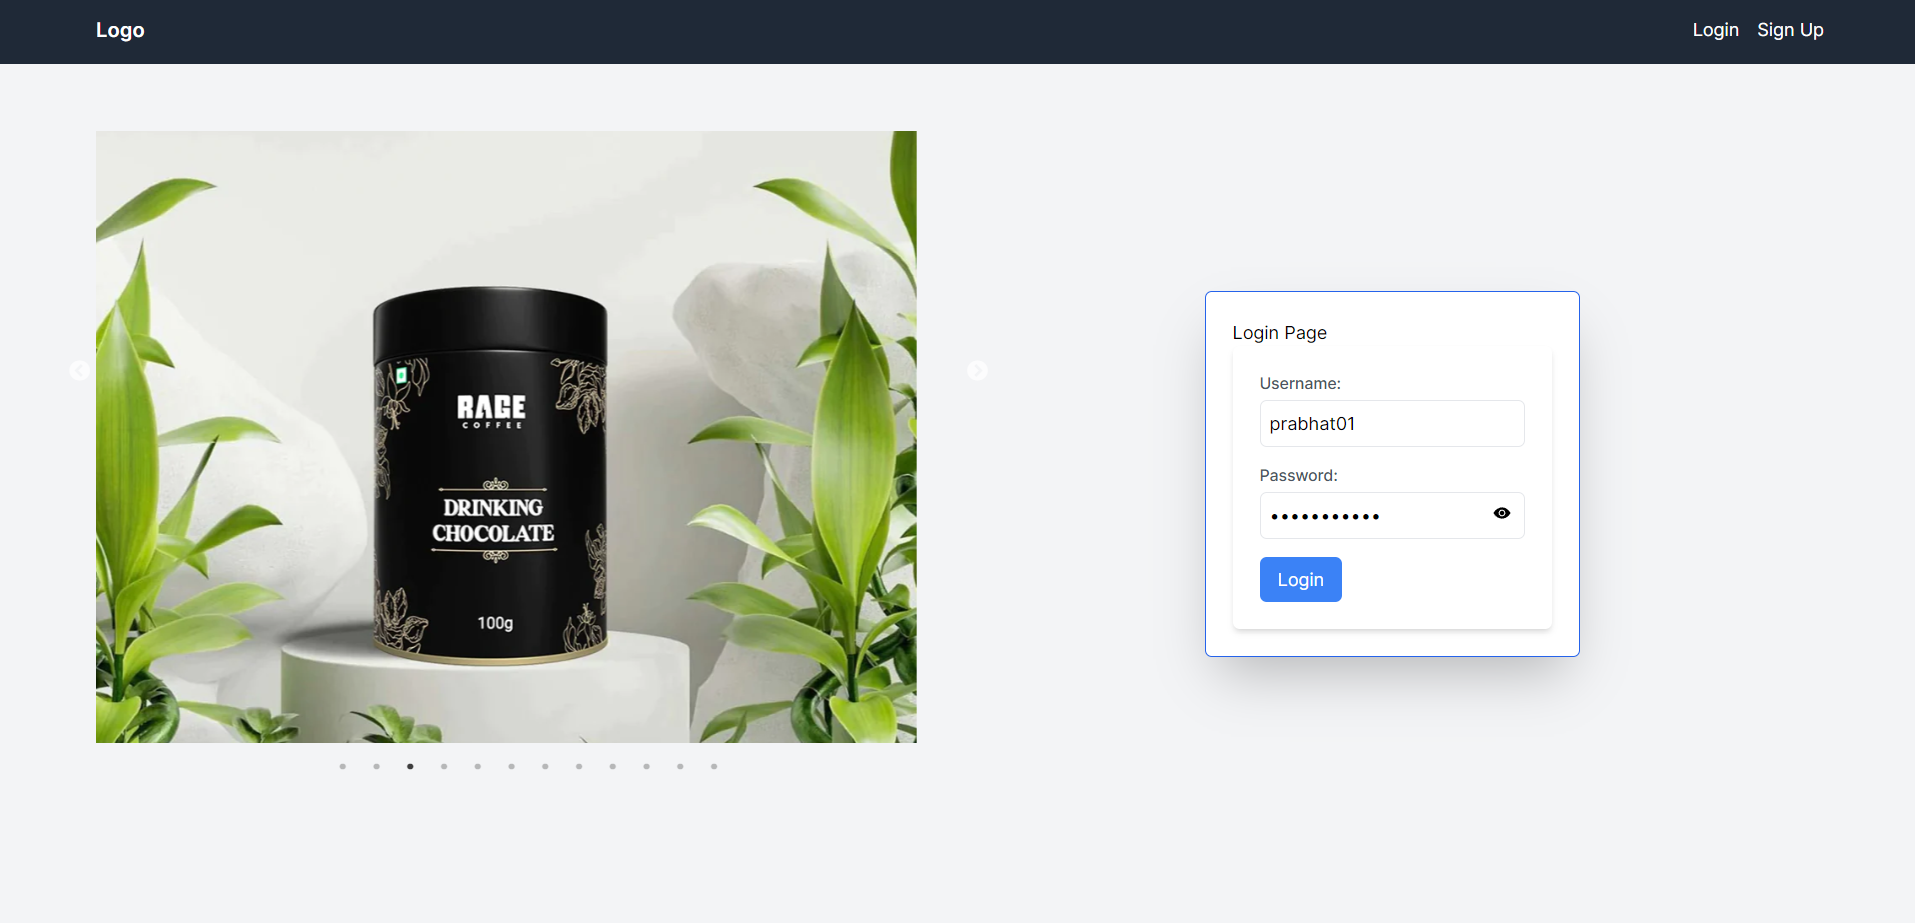 Logo
Login Sign Up
RAGE
COFFEE
DRINKING
CHOCOLATE
100g
Login Page
Username:
prabhat01
Password:
•••••••••••
Login